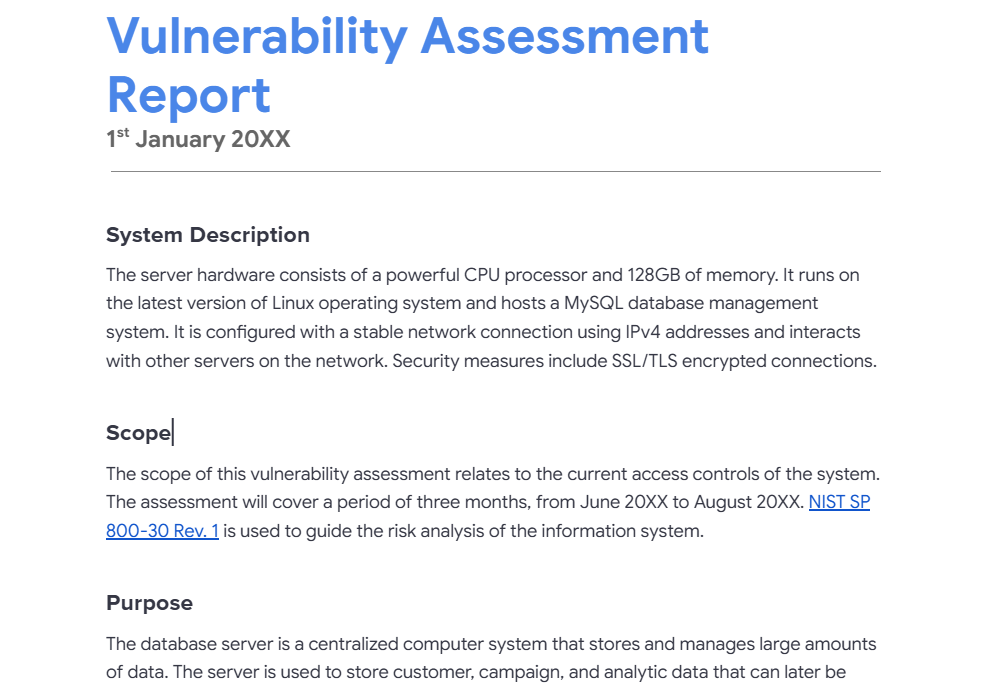 Vulnerability Assessment
Report
1st January 20XX
System Description
The server hardware consists of a powerful CPU processor and 128GB of memory. It runs on
the latest version of Linux operating system and hosts a MySQL database management
system. It is configured with a stable network connection using IPv4 addresses and interacts
with other servers on the network. Security measures include SSL/TLS encrypted connections.
Scope
The scope of this vulnerability assessment relates to the current access controls of the system.
The assessment will cover a period of three months, from June 20XX to August 20XX. NIST SP
800-30 Rev. 1 is used to guide the risk analysis of the information system.
Purpose
The database server is a centralized computer system that stores and manages large amounts
of data. The server is used to store customer, campaign, and analytic data that can later be